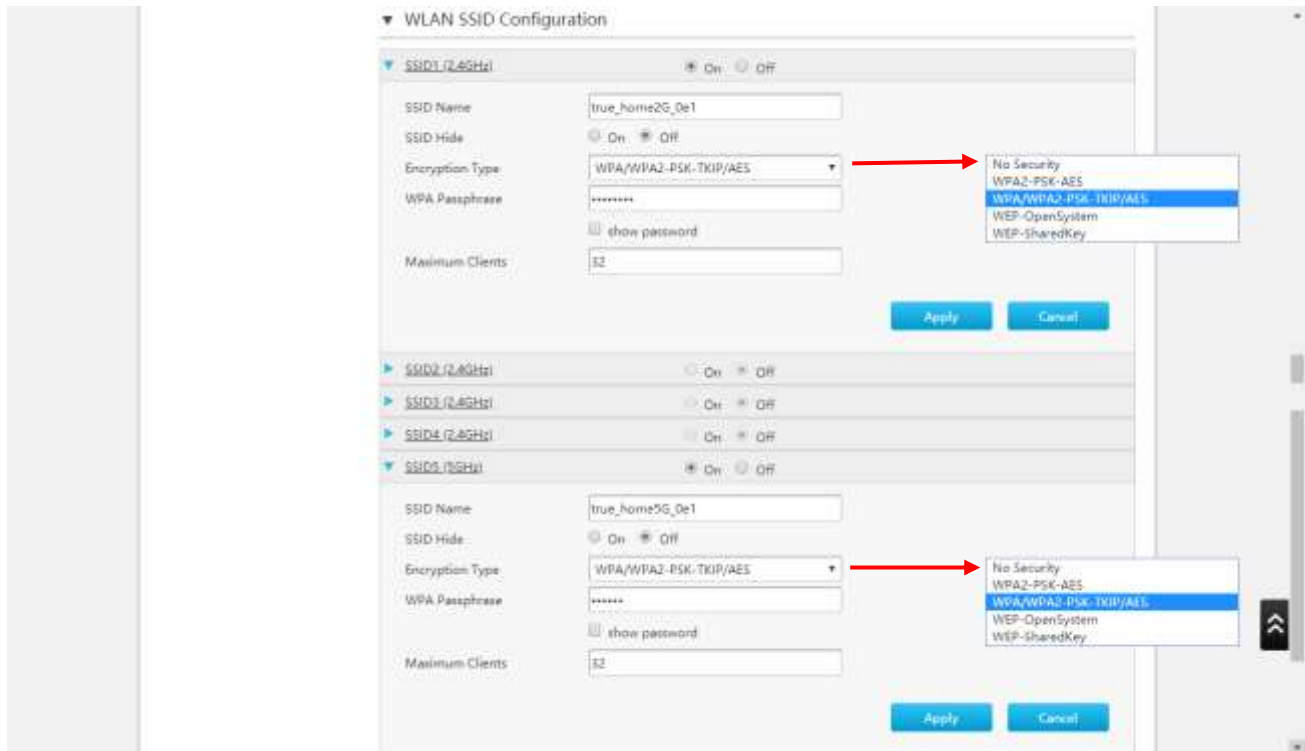 WLAN SSID Configuration
SSID1 (2.4GHz) On Off
SSID Name true_home2G_0e1
SSID Hide On Off
Encryption Type WPA/WPA2-PSK-TKIP/AES
WPA Passphrase ••••••••
show password
Maximum Clients 32
No Security
WPA2-PSK-AES
WPA/WPA2-PSK-TKIP/AES
WEP-OpenSystem
WEP-SharedKey
Apply Cancel
SSID2 (2.4GHz) On Off
SSID3 (2.4GHz) On Off
SSID4 (2.4GHz) On Off
SSID5 (5GHz) On Off
SSID Name true_home5G_0e1
SSID Hide On Off
Encryption Type WPA/WPA2-PSK-TKIP/AES
WPA Passphrase ••••••
show password
Maximum Clients 32
No Security
WPA2-PSK-AES
WPA/WPA2-PSK-TKIP/AES
WEP-OpenSystem
WEP-SharedKey
Apply Cancel